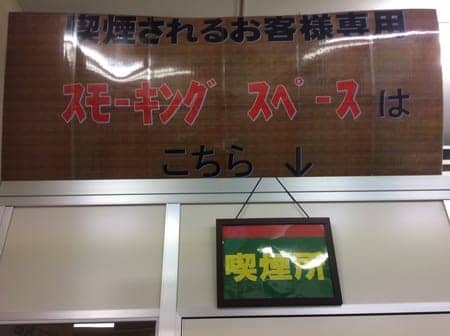 喫煙されるお客様専用
スモーキング スペースは
こちら ↓
喫煙所